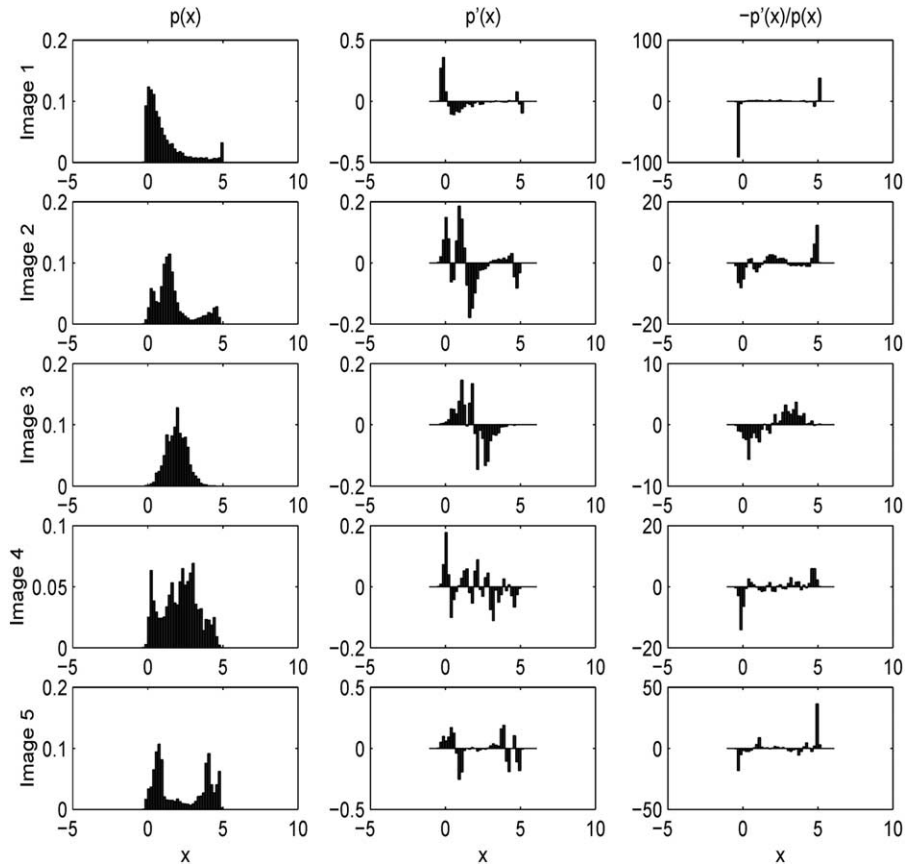 p(x) p’(x) −p’(x)/p(x)
0.2 0.5 100
Image 1 0.1 0 0
0 −0.5 −100
−5 0 5 10 −5 0 5 10 −5 0 5 10
0.2 0.2 20
Image 2 0.1 0 0
0 −0.2 −20
−5 0 5 10 −5 0 5 10 −5 0 5 10
0.2 0.2 10
Image 3 0.1 0 0
0 −0.2 −10
−5 0 5 10 −5 0 5 10 −5 0 5 10
0.1 0.2 20
Image 4 0.05 0 0
0 −0.2 −20
−5 0 5 10 −5 0 5 10 −5 0 5 10
0.2 0.5 50
Image 5 0.1 0 0
0 −0.5 −50
−5 0 5 10 −5 0 5 10 −5 0 5 10
x x x